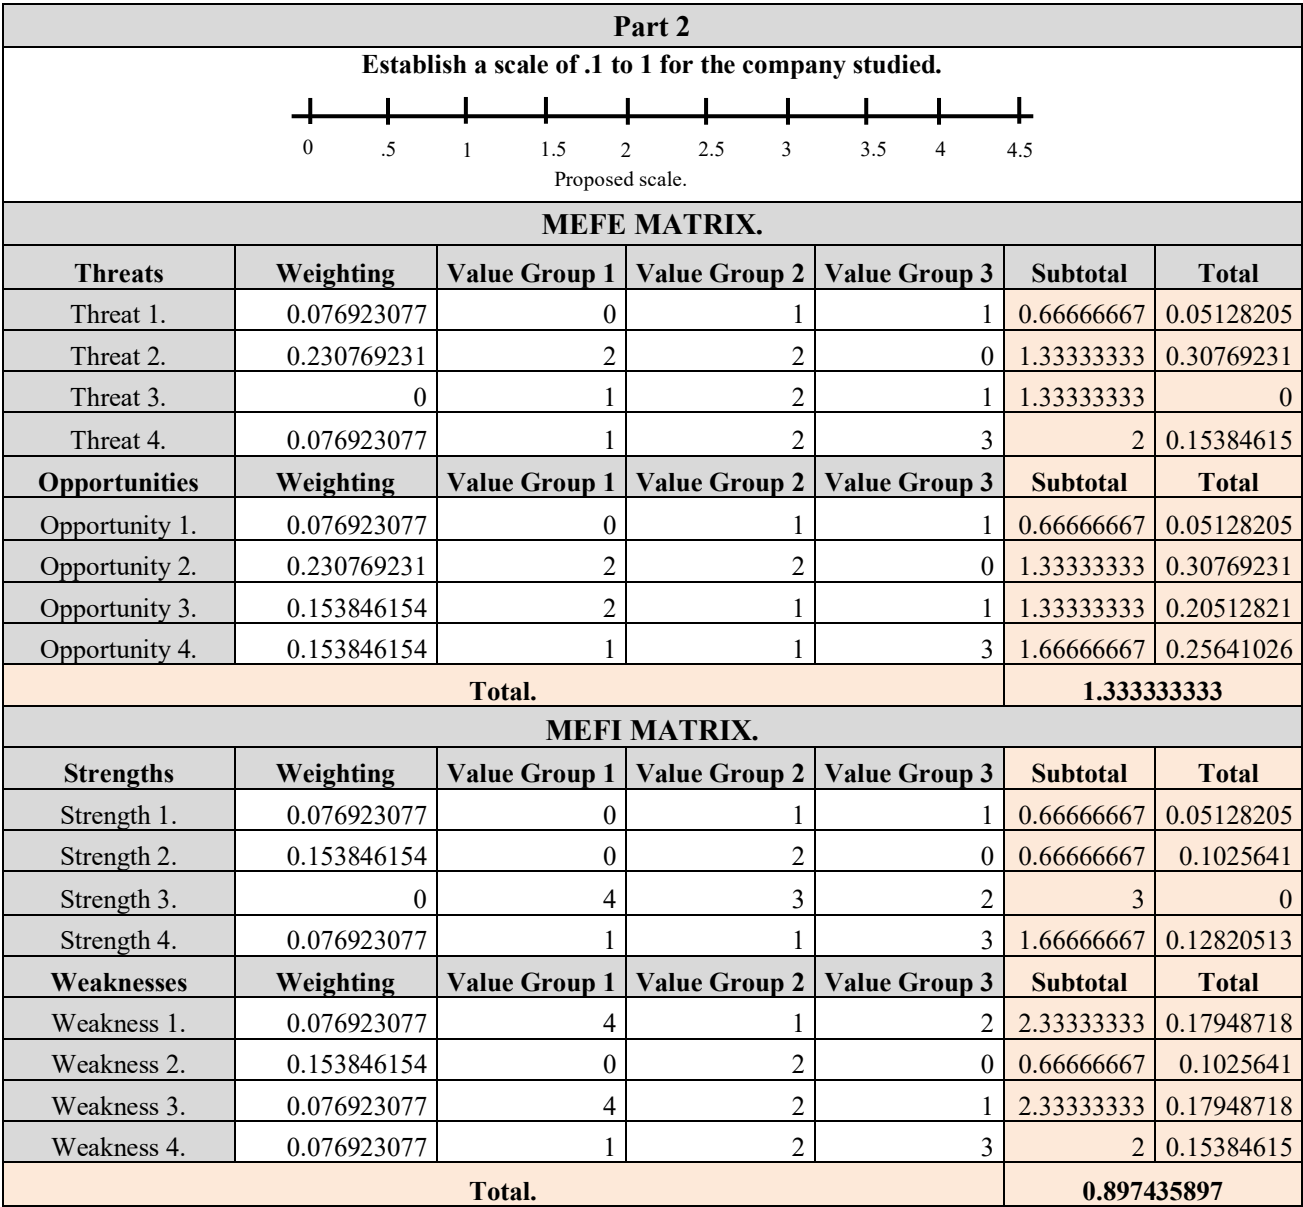 Part 2
Establish a scale of .1 to 1 for the company studied.
0 .5 1 1.5 2 2.5 3 3.5 4 4.5
Proposed scale.
MEFE MATRIX.
Threats Weighting Value Group 1 Value Group 2 Value Group 3 Subtotal Total
Threat 1. 0.076923077 0 1 1 0.66666667 0.05128205
Threat 2. 0.230769231 2 2 0 1.33333333 0.30769231
Threat 3. 0 1 2 1 1.33333333 0
Threat 4. 0.076923077 1 2 3 2 0.15384615
Opportunities Weighting Value Group 1 Value Group 2 Value Group 3 Subtotal Total
Opportunity 1. 0.076923077 0 1 1 0.66666667 0.05128205
Opportunity 2. 0.230769231 2 2 0 1.33333333 0.30769231
Opportunity 3. 0.153846154 2 1 1 1.33333333 0.20512821
Opportunity 4. 0.153846154 1 1 3 1.66666667 0.25641026
Total. 1.333333333
MEFI MATRIX.
Strengths Weighting Value Group 1 Value Group 2 Value Group 3 Subtotal Total
Strength 1. 0.076923077 0 1 1 0.66666667 0.05128205
Strength 2. 0.153846154 0 2 0 0.66666667 0.1025641
Strength 3. 0 4 3 2 3 0
Strength 4. 0.076923077 1 1 3 1.66666667 0.12820513
Weaknesses Weighting Value Group 1 Value Group 2 Value Group 3 Subtotal Total
Weakness 1. 0.076923077 4 1 2 2.33333333 0.17948718
Weakness 2. 0.153846154 0 2 0 0.66666667 0.1025641
Weakness 3. 0.076923077 4 2 1 2.33333333 0.17948718
Weakness 4. 0.076923077 1 2 3 2 0.15384615
Total. 0.897435897